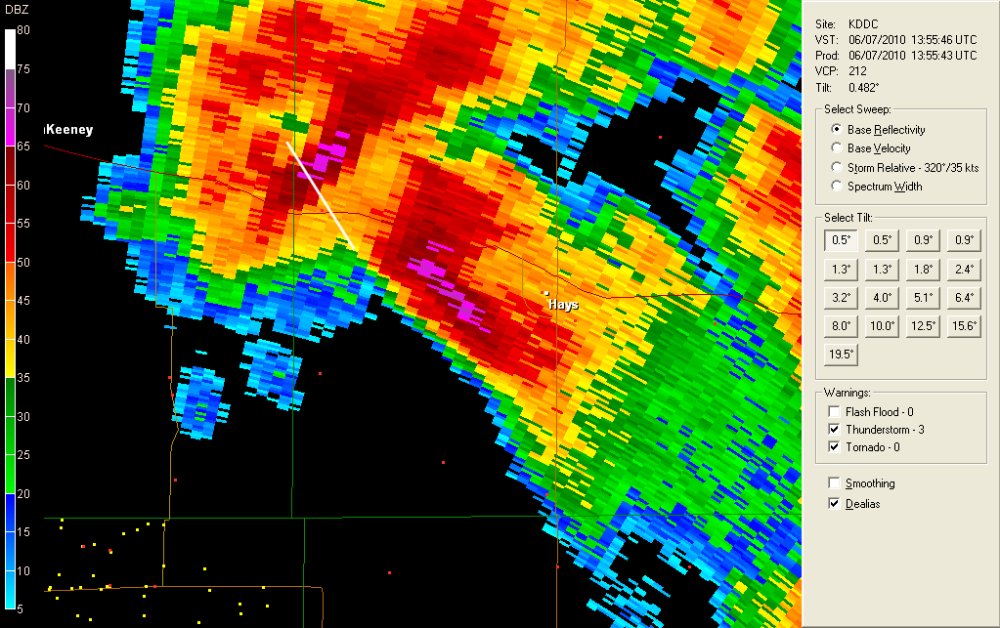 DBZ
80
75
70
65
60
55
50
45
40
35
30
25
20
15
10
5
Keeney
Hays
Site: KDDC
VST: 06/07/2010 13:55:46 UTC
Prod: 06/07/2010 13:55:43 UTC
VCP: 212
Tilt: 0.482°
Select Sweep:
Base Reflectivity
Base Velocity
Storm Relative - 320°/35 kts
Spectrum Width
Select Tilt:
0.5° 0.5° 0.9° 0.9°
1.3° 1.3° 1.8° 2.4°
3.2° 4.0° 5.1° 6.4°
8.0° 10.0° 12.5° 15.6°
19.5°
Warnings:
Flash Flood - 0
Thunderstorm - 3
Tornado - 0
Smoothing
Dealias